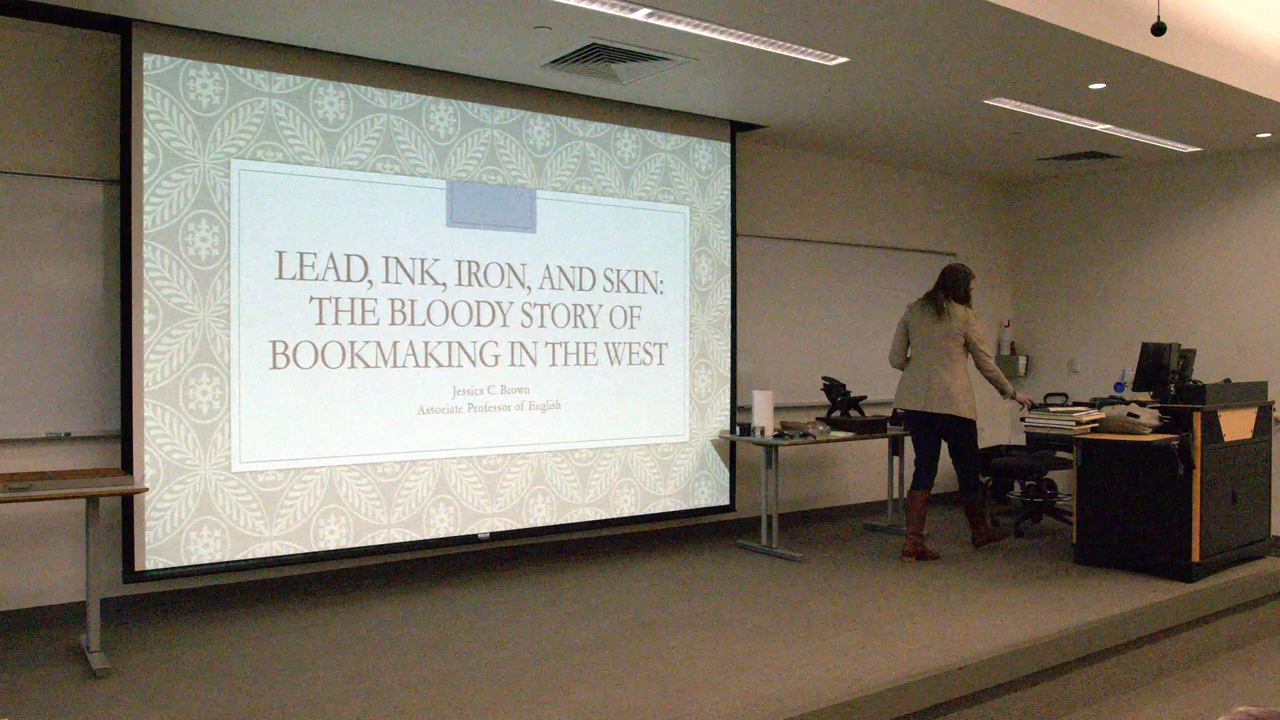 LEAD, INK, IRON, AND SKIN:
THE BLOODY STORY OF
BOOKMAKING IN THE WEST
Jessica C. Brown
Associate Professor of English